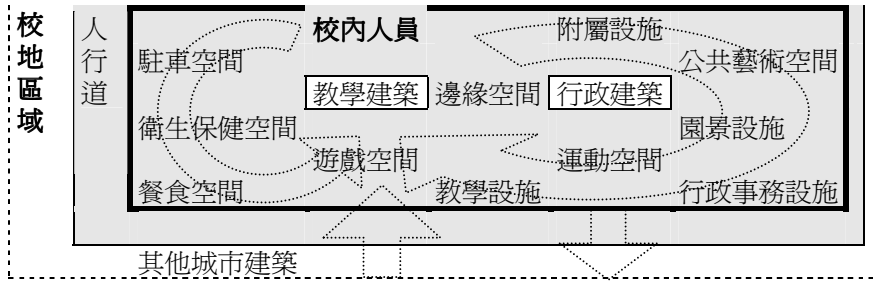 校地區域
人行道
校內人員 附屬設施
駐車空間 公共藝術空間
教學建築 邊緣空間 行政建築
衛生保健空間 園景設施
遊戲空間 運動空間
餐食空間 教學設施 行政事務設施
其他城市建築